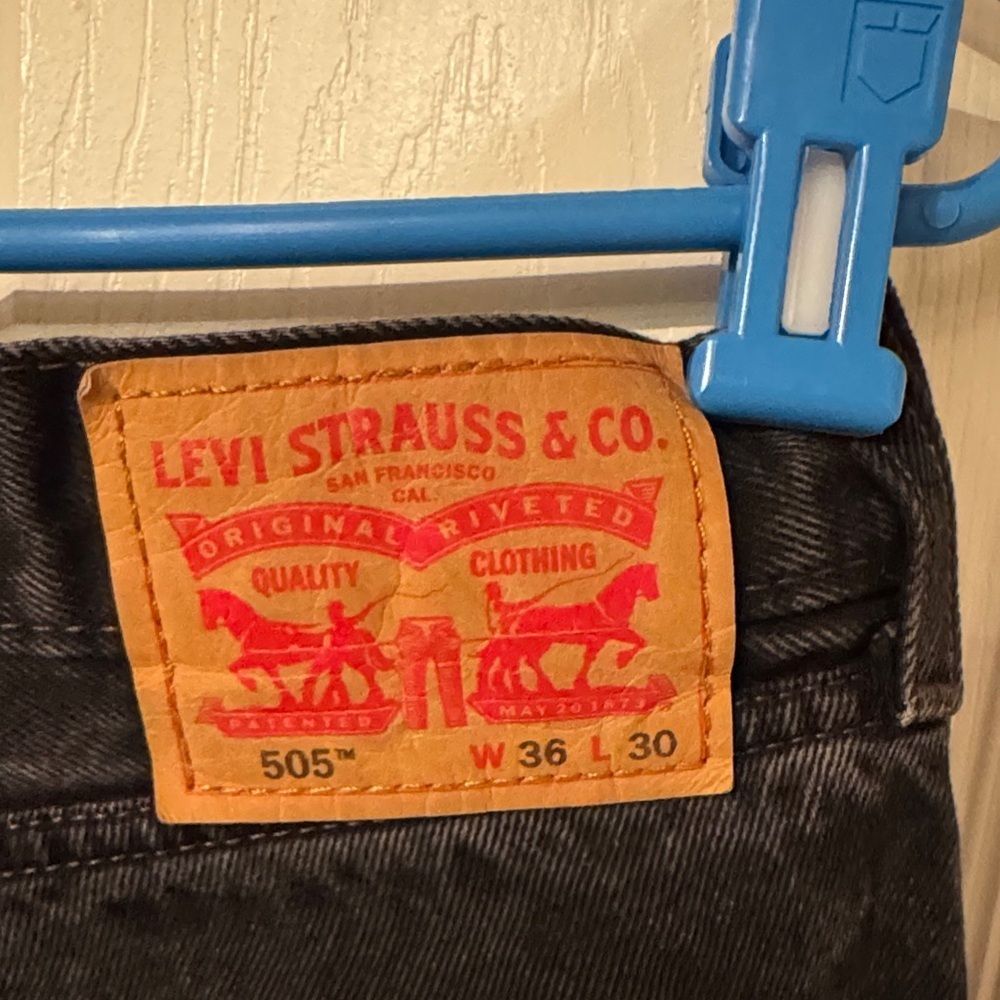 LEVI STRAUSS & CO.
SAN FRANCISCO
CAL.
ORIGINAL RIVETED
QUALITY CLOTHING
PATENTED MAY 20 1873
505™ W 36 L 30